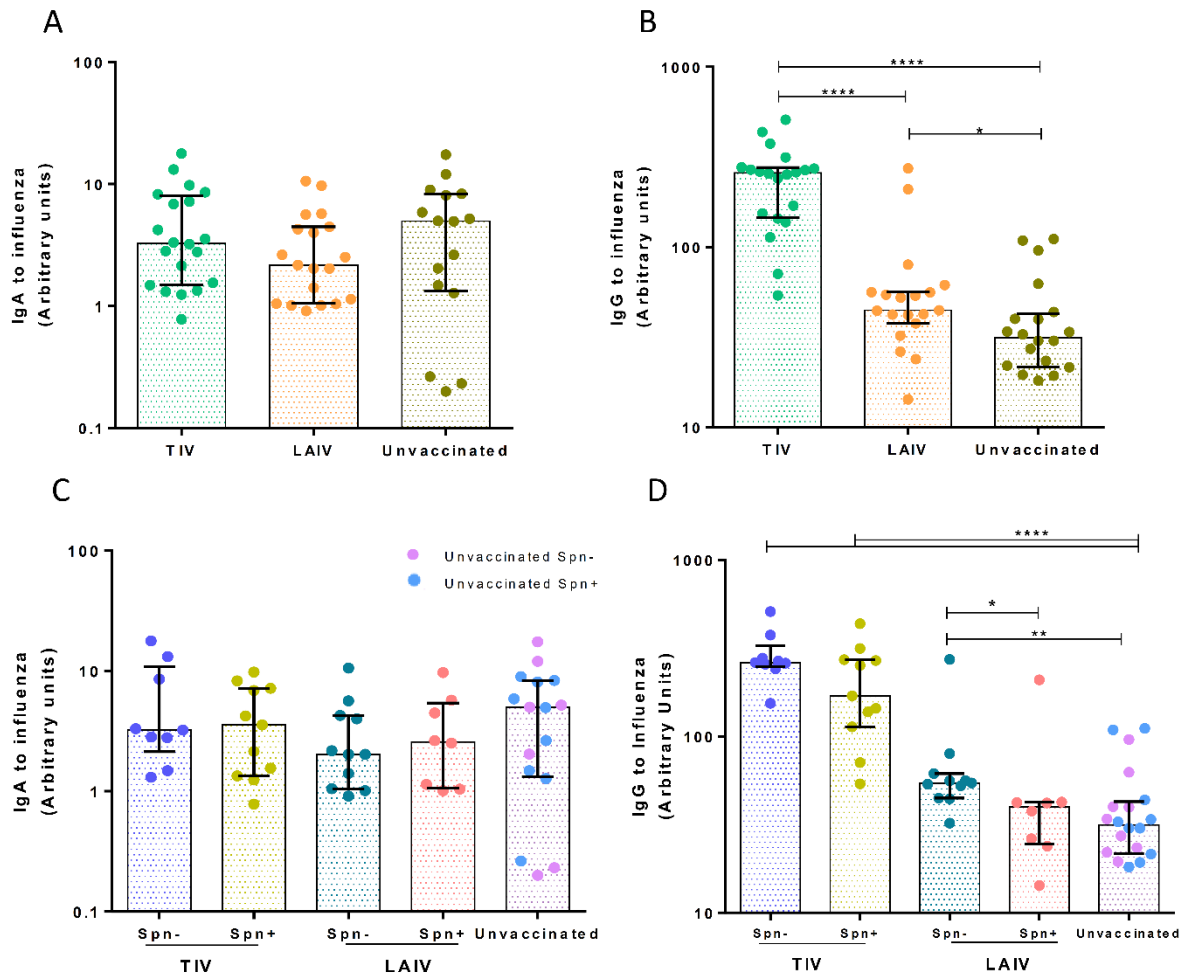 A
IgA to influenza
(Arbitrary units)
100
10
1
0.1
TIV LAIV Unvaccinated
B
IgG to influenza
(Arbitrary units)
1000
100
10
****
****
*
TIV LAIV Unvaccinated
C
IgA to influenza
(Arbitrary units)
100
10
1
0.1
Unvaccinated Spn-
Unvaccinated Spn+
Spn- Spn+ Spn- Spn+ Unvaccinated
TIV LAIV
D
IgG to Influenza
(Arbitrary Units)
1000
100
10
****
*
**
Spn- Spn+ Spn- Spn+ Unvaccinated
TIV LAIV